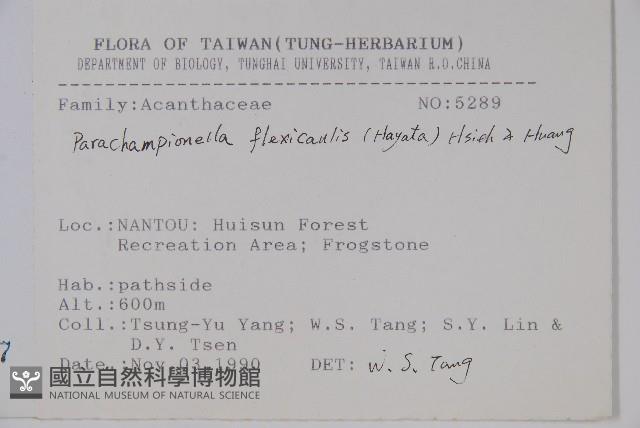 FLORA OF TAIWAN(TUNG-HERBARIUM)
DEPARTMENT OF BIOLOGY, TUNGHAI UNIVERSITY, TAIWAN R.O.CHINA
Family:Acanthaceae NO:5289
Parachampionella flexicaulis (Hayata) Hsieh & Huang
Loc.:NANTOU: Huisun Forest
Recreation Area; Frogstone
Hab.:pathside
Alt.:600m
Coll.:Tsung-Yu Yang; W.S. Tang; S.Y. Lin &
D.Y. Tsen
Date.:Nov.03.1990 DET: W. S. Tang
國立自然科學博物館
NATIONAL MUSEUM OF NATURAL SCIENCE